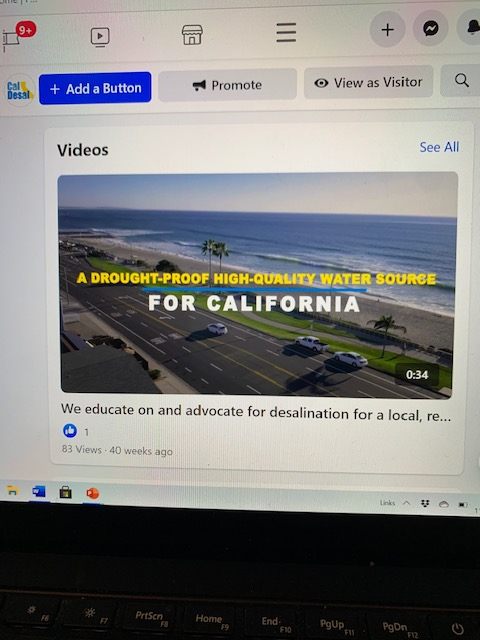 9+
Cal
Desal
+ Add a Button
Promote
View as Visitor
Videos
See All
A DROUGHT-PROOF HIGH-QUALITY WATER SOURCE
FOR CALIFORNIA
0:34
We educate on and advocate for desalination for a local, re...
1
83 Views · 40 weeks ago
Links
F6
F7
PrtScn
F8
Home
F9
End
F10
PgUp
F11
PgDn
F12